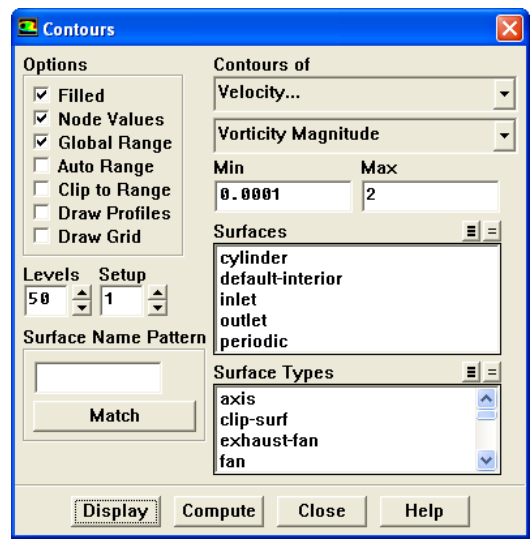 Contours
Options
Filled
Node Values
Global Range
Auto Range
Clip to Range
Draw Profiles
Draw Grid
Levels Setup
50 1
Surface Name Pattern
Match
Contours of
Velocity...
Vorticity Magnitude
Min Max
0.0001 2
Surfaces
cylinder
default-interior
inlet
outlet
periodic
Surface Types
axis
clip-surf
exhaust-fan
fan
Display Compute Close Help